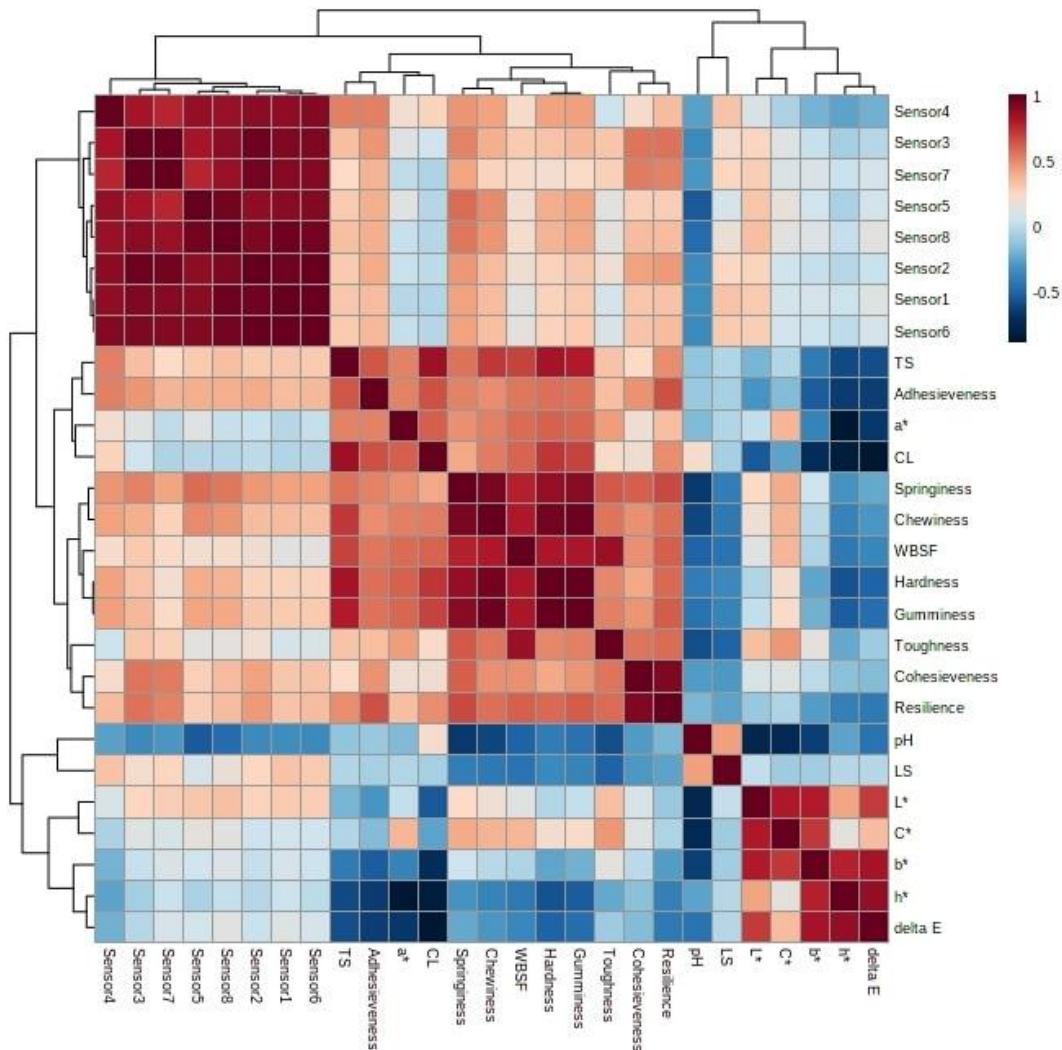 Sensor4
Sensor3
Sensor7
Sensor5
Sensor8
Sensor2
Sensor1
Sensor6
TS
Adhesieveness
a*
CL
Springiness
Chewiness
WBSF
Hardness
Gumminess
Toughness
Cohesieveness
Resilience
pH
LS
L*
C*
b*
h*
delta E
1
0.5
0
-0.5
Sensor4
Sensor3
Sensor7
Sensor5
Sensor8
Sensor2
Sensor1
Sensor6
TS
Adhesieveness
a*
CL
Springiness
Chewiness
WBSF
Hardness
Gumminess
Toughness
Cohesieveness
Resilience
pH
LS
L*
C*
b*
h*
delta E